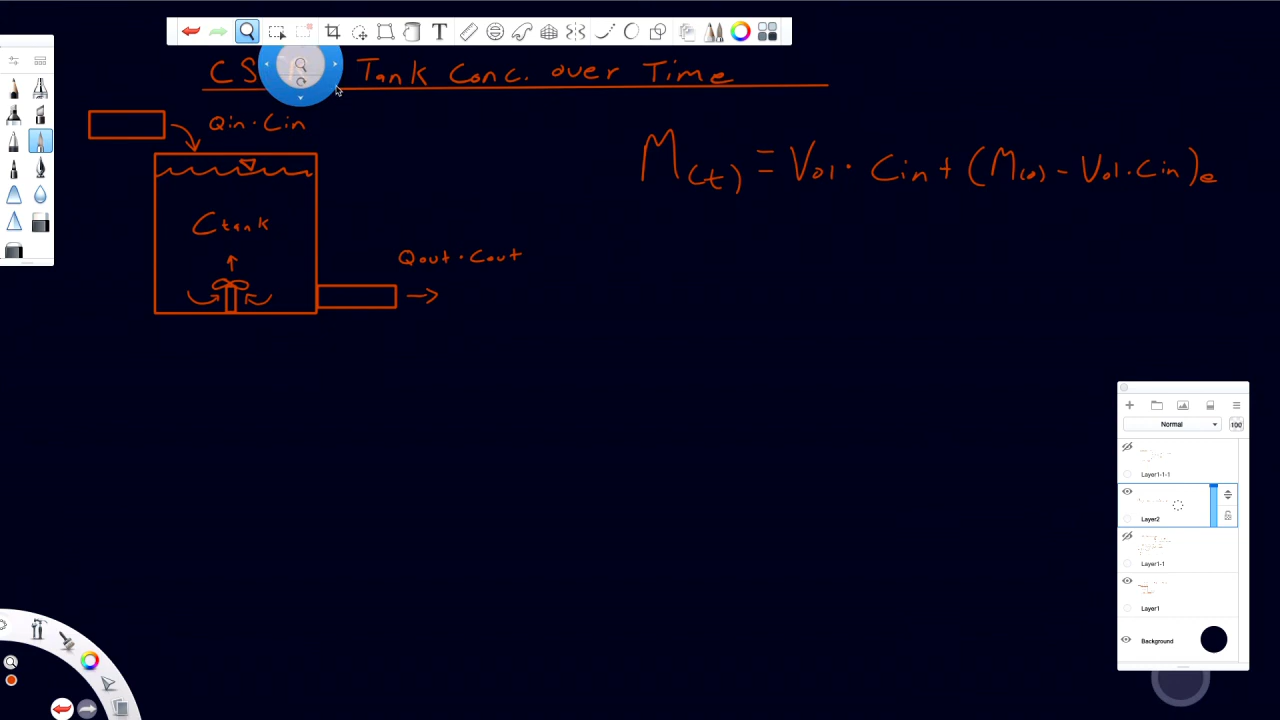 CS Tank Conc. over Time
Qin · Cin
M(t) = Vol · Cin + (M(o) - Vol · Cin)e
Ctank
Qout · Cout
T
Normal
100
Layer1-1-1
Layer2
Layer1-1
Layer1
Background